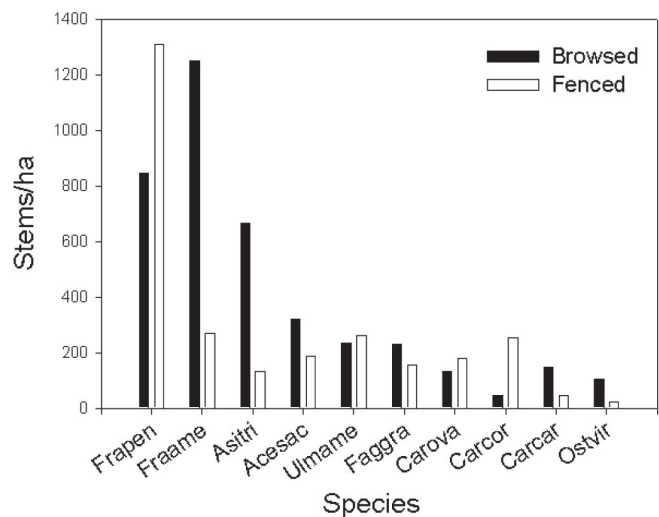 1400
1200
1000
800
600
400
200
0
Stems/ha
Browsed
Fenced
Frapen
Fraame
Asitri
Acesac
Ulmame
Faggra
Carova
Carcor
Carcar
Ostvir
Species